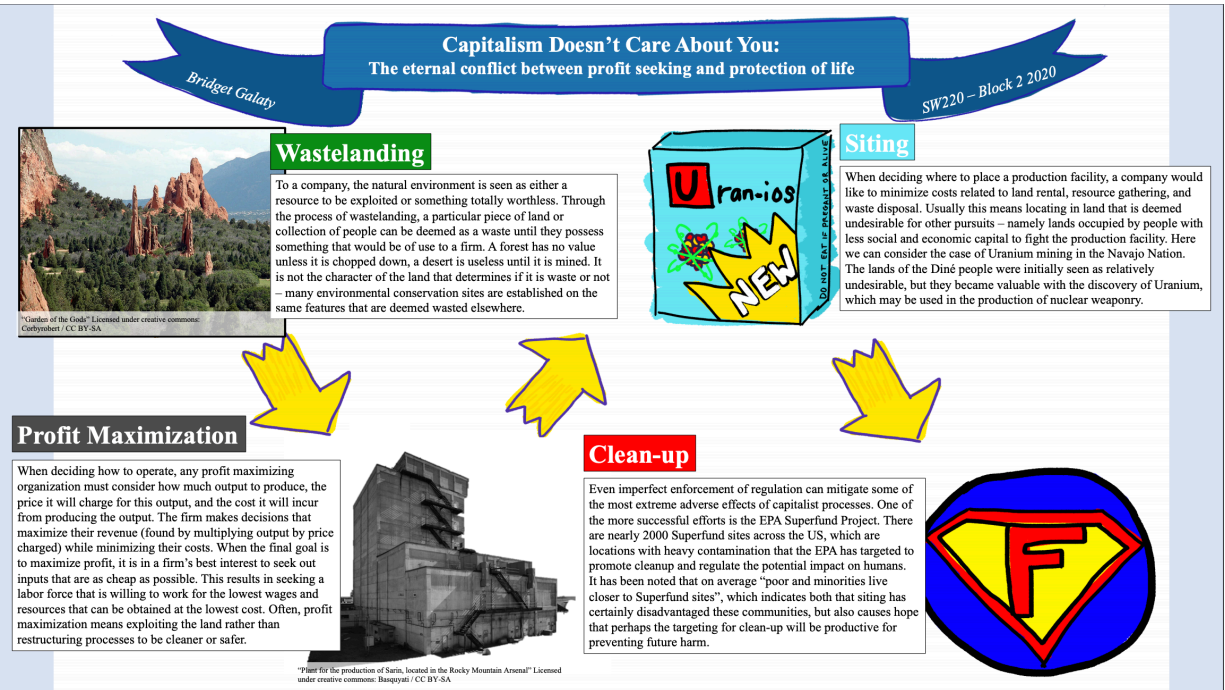 Capitalism Doesn't Care About You:
The eternal conflict between profit seeking and protection of life
Bridget Galaty
SW220 – Block 2 2020
Wastelanding
To a company, the natural environment is seen as either a
resource to be exploited or something totally worthless. Through
the process of wastelanding, a particular piece of land or
collection of people can be deemed as a waste until they possess
something that would be of use to a firm. A forest has no value
unless it is chopped down, a desert is useless until it is mined. It
is not the character of the land that determines if it is waste or not
– many environmental conservation sites are established on the
same features that are deemed wasted elsewhere.
"Garden of the Gods" Licensed under creative commons:
Corbyrobert / CC BY-SA
Profit Maximization
When deciding how to operate, any profit maximizing
organization must consider how much output to produce, the
price it will charge for this output, and the cost it will incur
from producing the output. The firm makes decisions that
maximize their revenue (found by multiplying output by price
charged) while minimizing their costs. When the final goal is
to maximize profit, it is in a firm's best interest to seek out
inputs that are as cheap as possible. This results in seeking a
labor force that is willing to work for the lowest wages and
resources that can be obtained at the lowest cost. Often, profit
maximization means exploiting the land rather than
restructuring processes to be cleaner or safer.
"Plant for the production of Sarin, located in the Rocky Mountain Arsenal" Licensed
under creative commons: Basquyati / CC BY-SA
Uran-ios
NEW
DO NOT EAT IF PREGANT OR ALIVE
Siting
When deciding where to place a production facility, a company would
like to minimize costs related to land rental, resource gathering, and
waste disposal. Usually this means locating in land that is deemed
undesirable for other pursuits – namely lands occupied by people with
less social and economic capital to fight the production facility. Here
we can consider the case of Uranium mining in the Navajo Nation.
The lands of the Diné people were initially seen as relatively
undesirable, but they became valuable with the discovery of Uranium,
which may be used in the production of nuclear weaponry.
Clean-up
Even imperfect enforcement of regulation can mitigate some of
the most extreme adverse effects of capitalist processes. One of
the more successful efforts is the EPA Superfund Project. There
are nearly 2000 Superfund sites across the US, which are
locations with heavy contamination that the EPA has targeted to
promote cleanup and regulate the potential impact on humans.
It has been noted that on average "poor and minorities live
closer to Superfund sites", which indicates both that siting has
certainly disadvantaged these communities, but also causes hope
that perhaps the targeting for clean-up will be productive for
preventing future harm.
F